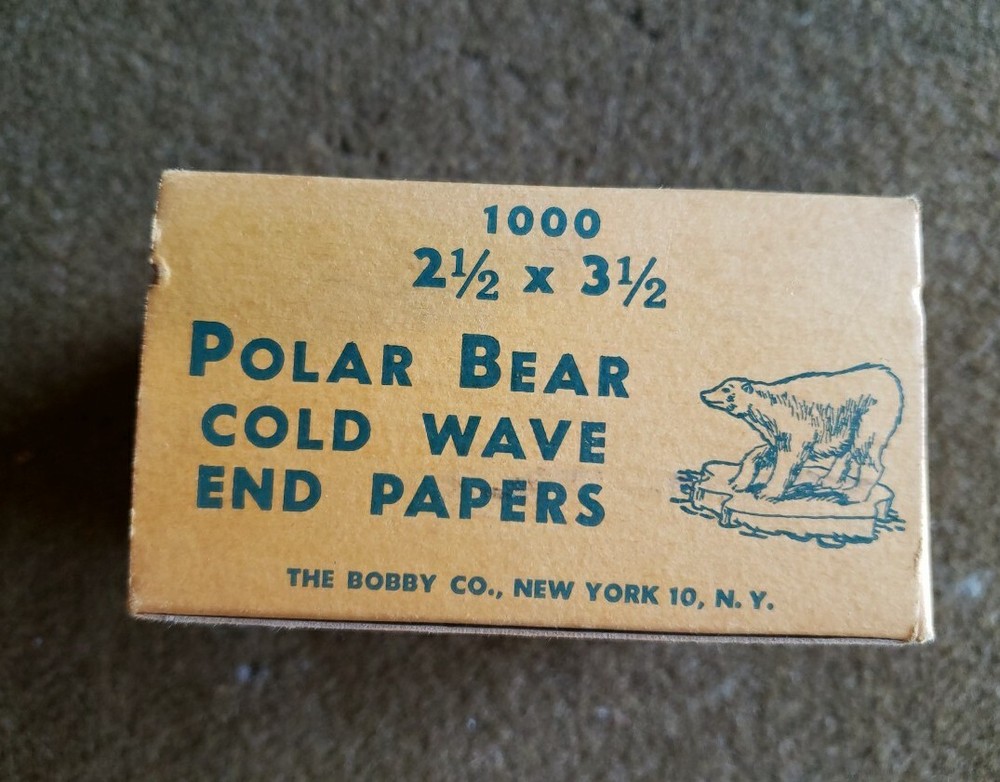 1000
2½ x 3½
POLAR BEAR
COLD WAVE
END PAPERS
THE BOBBY CO., NEW YORK 10, N. Y.